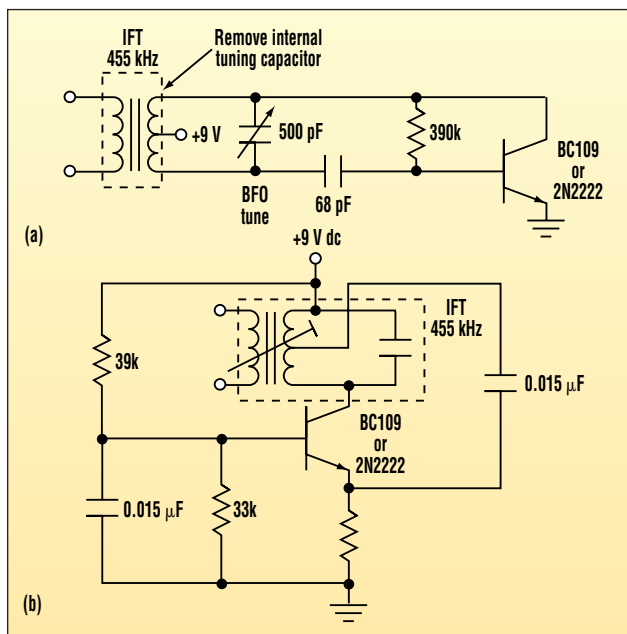 IFT
455 kHz
Remove internal
tuning capacitor
+9 V
500 pF
390k
BC109
or
2N2222
BFO
tune
68 pF
(a)
+9 V dc
IFT
455 kHz
39k
0.015 μF
BC109
or
2N2222
0.015 μF
33k
(b)